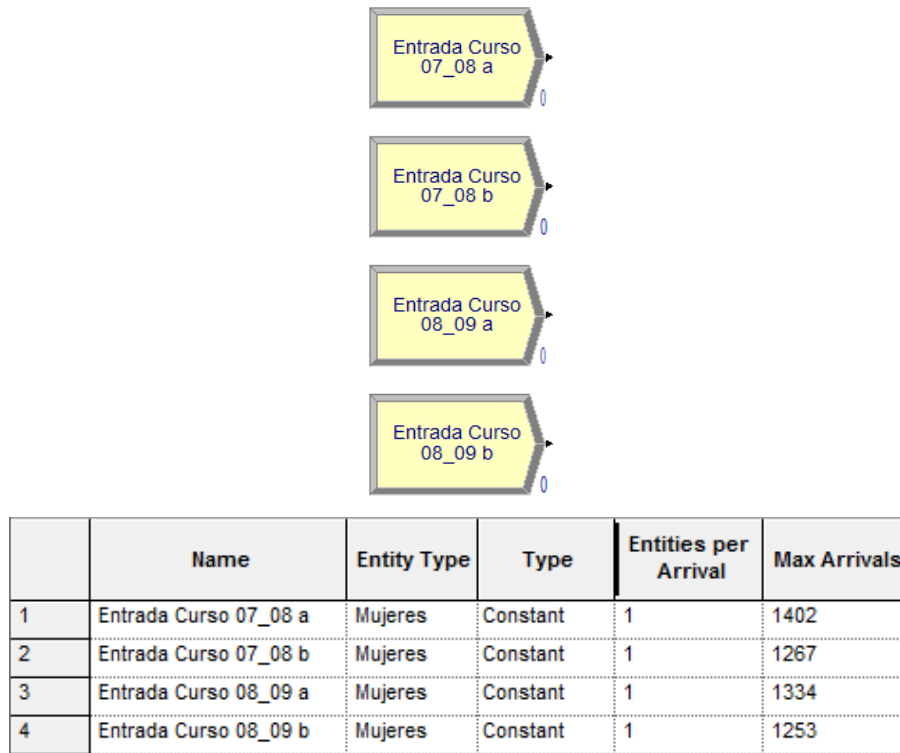 Entrada Curso
07_08 a
0
Entrada Curso
07_08 b
0
Entrada Curso
08_09 a
0
Entrada Curso
08_09 b
0
Name Entity Type Type Entities per Arrival Max Arrivals
1 Entrada Curso 07_08 a Mujeres Constant 1 1402
2 Entrada Curso 07_08 b Mujeres Constant 1 1267
3 Entrada Curso 08_09 a Mujeres Constant 1 1334
4 Entrada Curso 08_09 b Mujeres Constant 1 1253